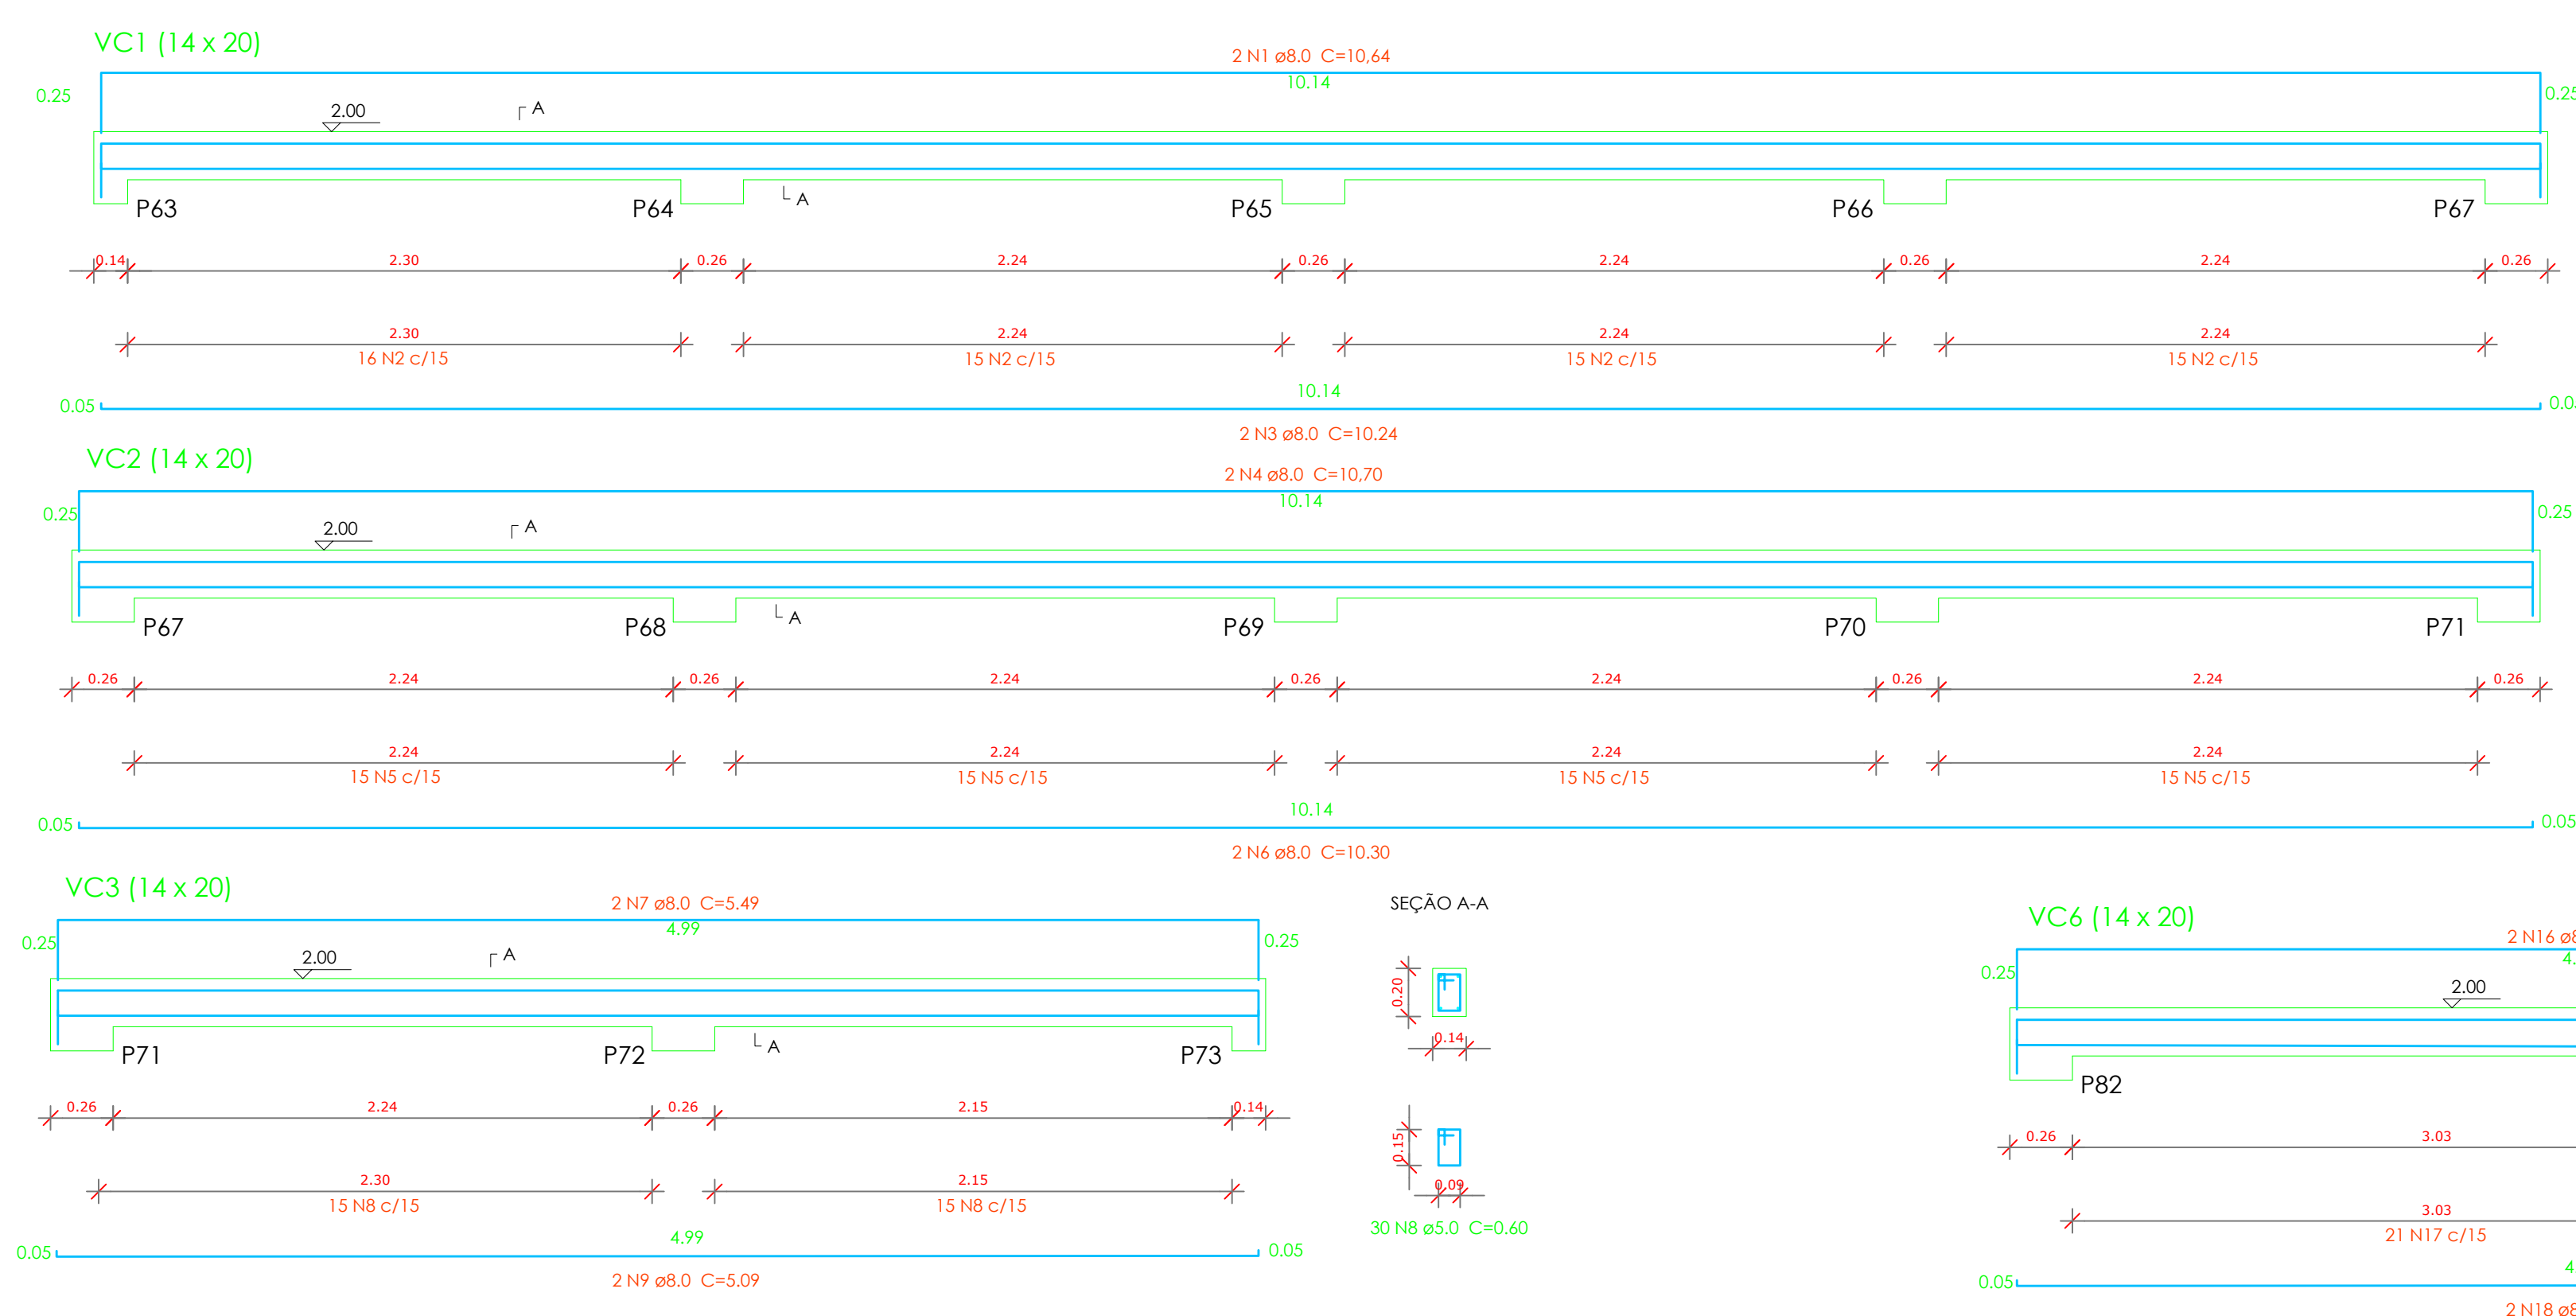 VC1 (14 x 20)
2 N1 ø8.0 C=10,64
10.14
0.25
0.25
2.00
A
A
P63
P64
P65
P66
P67
0.14
2.30
0.26
2.24
0.26
2.24
0.26
2.24
0.26
2.30
2.24
2.24
2.24
16 N2 c/15
15 N2 c/15
15 N2 c/15
15 N2 c/15
10.14
0.05
2 N3 ø8.0 C=10.24
VC2 (14 x 20)
2 N4 ø8.0 C=10,70
10.14
0.25
0.25
2.00
A
A
P67
P68
P69
P70
P71
0.26
2.24
0.26
2.24
0.26
2.24
0.26
2.24
0.26
2.24
2.24
2.24
2.24
15 N5 c/15
15 N5 c/15
15 N5 c/15
15 N5 c/15
10.14
0.05
0.05
2 N6 ø8.0 C=10.30
VC3 (14 x 20)
2 N7 ø8.0 C=5.49
4.99
0.25
0.25
2.00
A
A
P71
P72
P73
0.26
2.24
0.26
2.15
0.14
2.30
2.15
15 N8 c/15
15 N8 c/15
4.99
0.05
0.05
2 N9 ø8.0 C=5.09
SEÇÃO A-A
0.20
0.14
0.15
0.09
30 N8 ø5.0 C=0.60
VC6 (14 x 20)
2 N16
0.25
2.00
P82
0.26
3.03
3.03
21 N17 c/15
0.05
2 N18